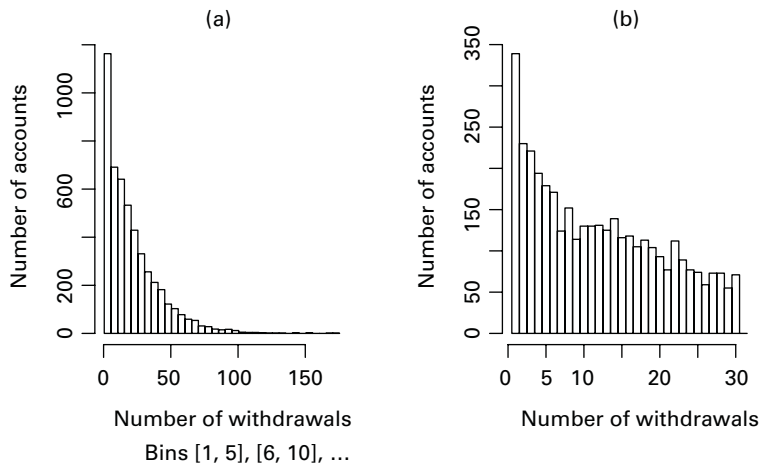 (a)
Number of accounts
0 200 600 1000
0 50 100 150
Number of withdrawals
Bins [1, 5], [6, 10], ...
(b)
Number of accounts
50 150 250 350
0 5 10 20 30
Number of withdrawals